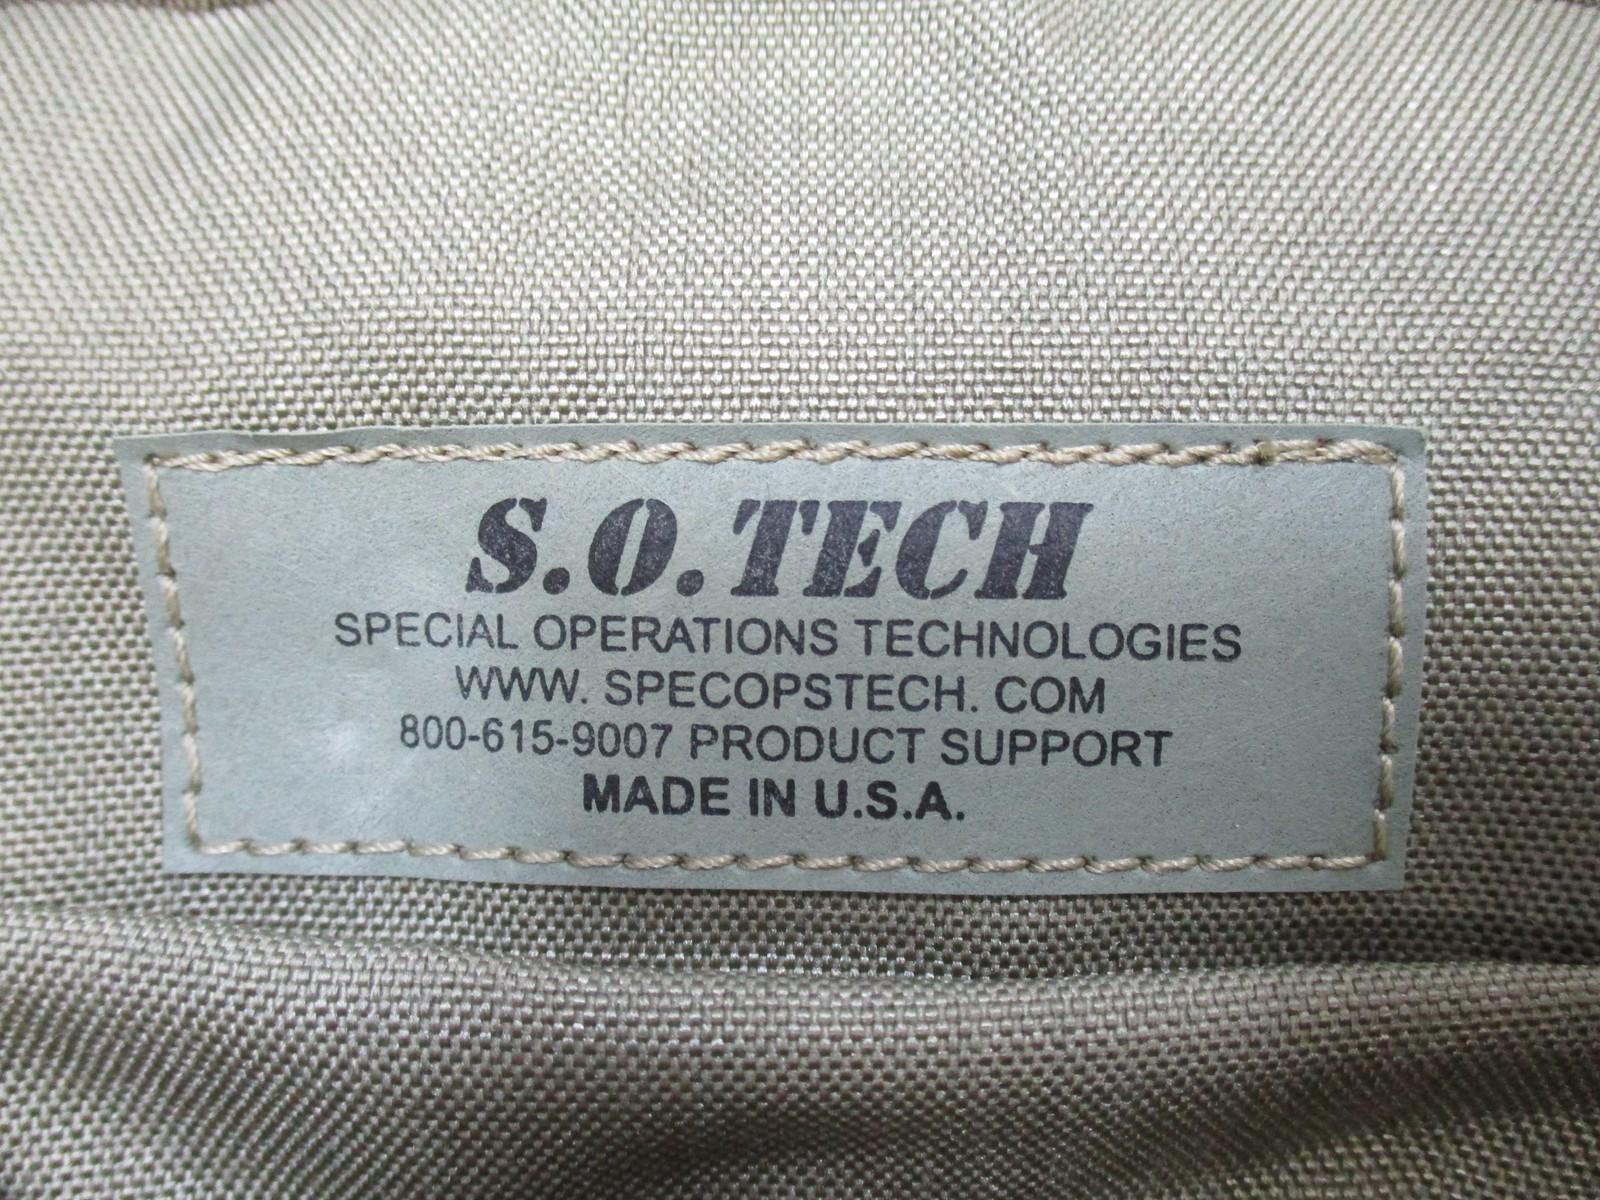 S.O.TECH
SPECIAL OPERATIONS TECHNOLOGIES
WWW. SPECOPSTECH. COM
800-615-9007 PRODUCT SUPPORT
MADE IN U.S.A.